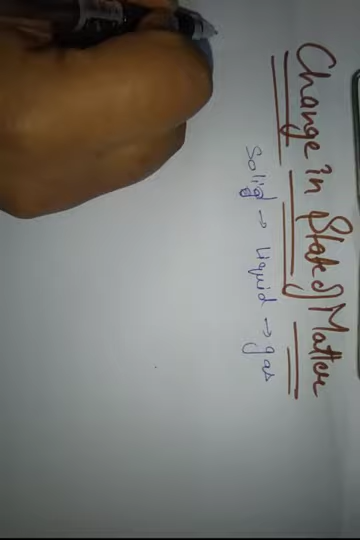 Change in State of Matter
Solid → Liquid → gas